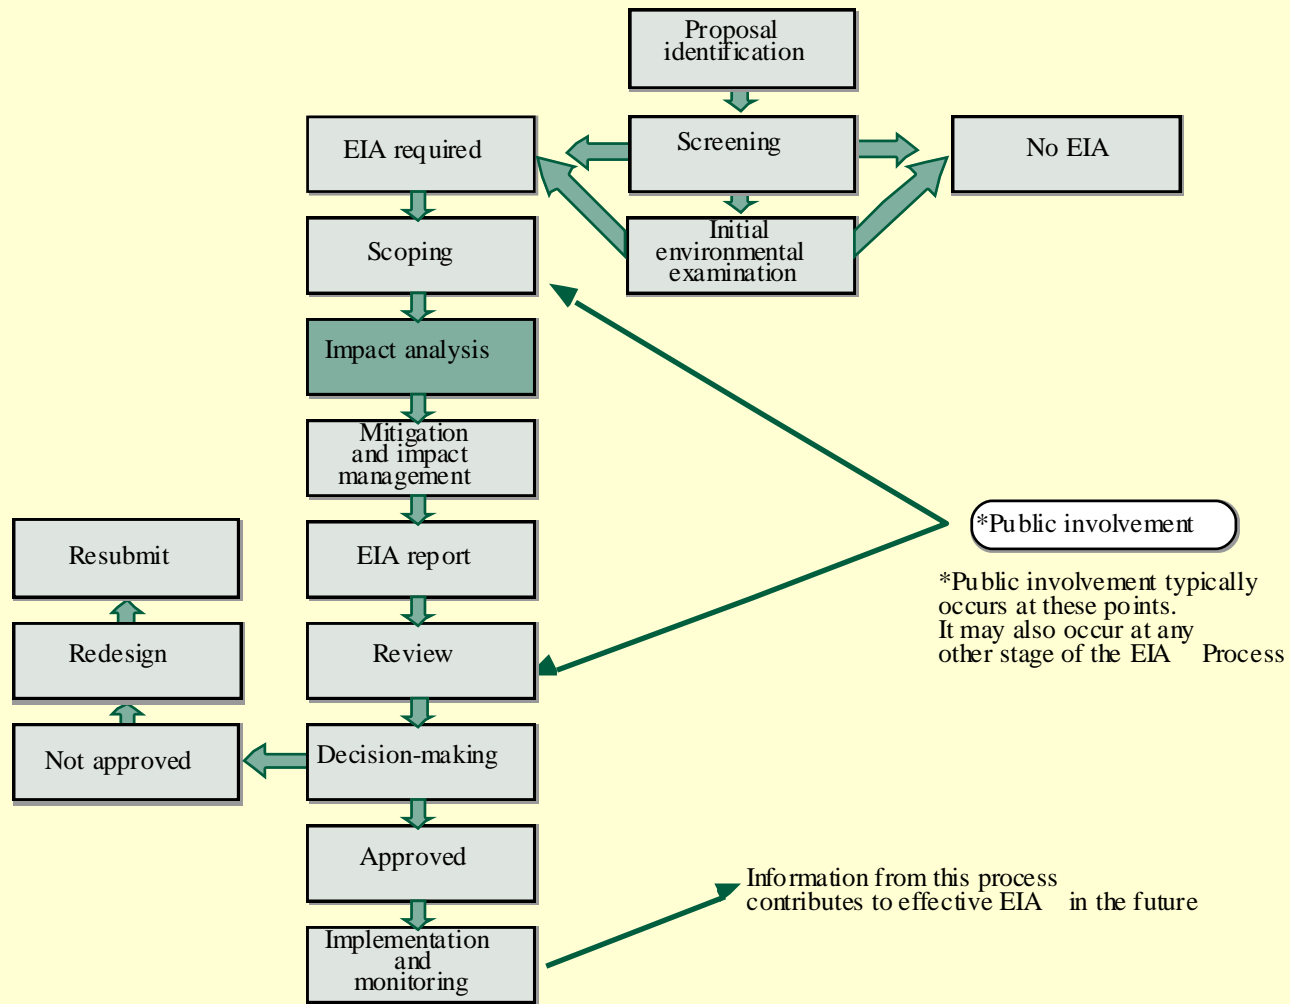 Proposal
identification
EIA required
Screening
No EIA
Scoping
Initial
environmental
examination
Impact analysis
Mitigation
and impact
management
*Public involvement
*Public involvement typically
occurs at these points.
It may also occur at any
other stage of the EIA Process
Resubmit
EIA report
Redesign
Review
Not approved
Decision-making
Approved
Information from this process
contributes to effective EIA in the future
Implementation
and
monitoring